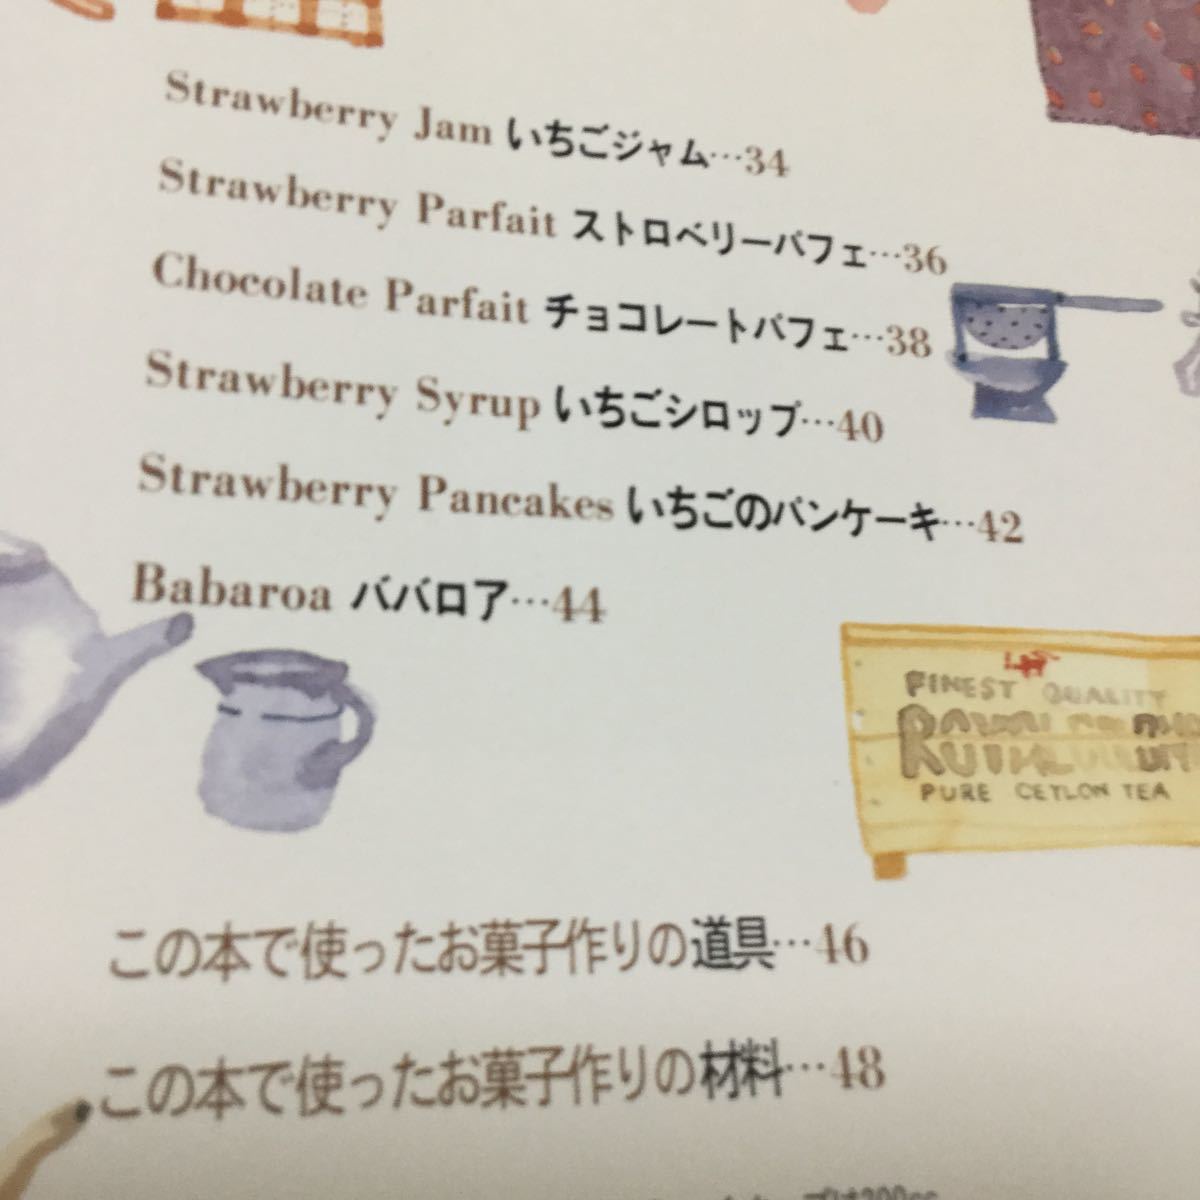 Strawberry Jam いちごジャム…34
Strawberry Parfait ストロベリーパフェ…36
Chocolate Parfait チョコレートパフェ…38
Strawberry Syrup いちごシロップ…40
Strawberry Pancakes いちごのパンケーキ…42
Babaroa ババロア…44
FINEST QUALITY
PURE CEYLON TEA
この本で使ったお菓子作りの道具…46
この本で使ったお菓子作りの材料…48